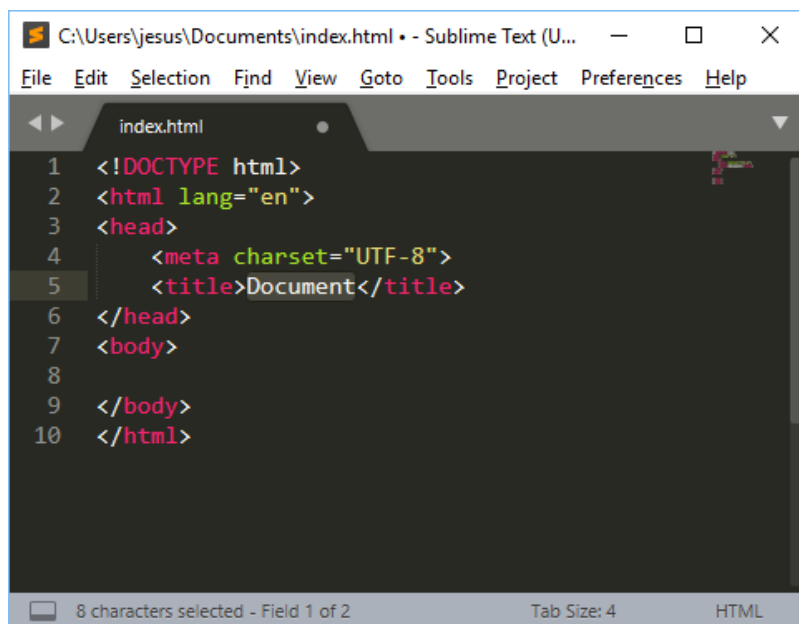 C:\Users\jesus\Documents\index.html • - Sublime Text (U...
File Edit Selection Find View Goto Tools Project Preferences Help
index.html
1 <!DOCTYPE html>
2 <html lang="en">
3 <head>
4     <meta charset="UTF-8">
5     <title>Document</title>
6 </head>
7 <body>
8
9 </body>
10 </html>
8 characters selected - Field 1 of 2 Tab Size: 4 HTML